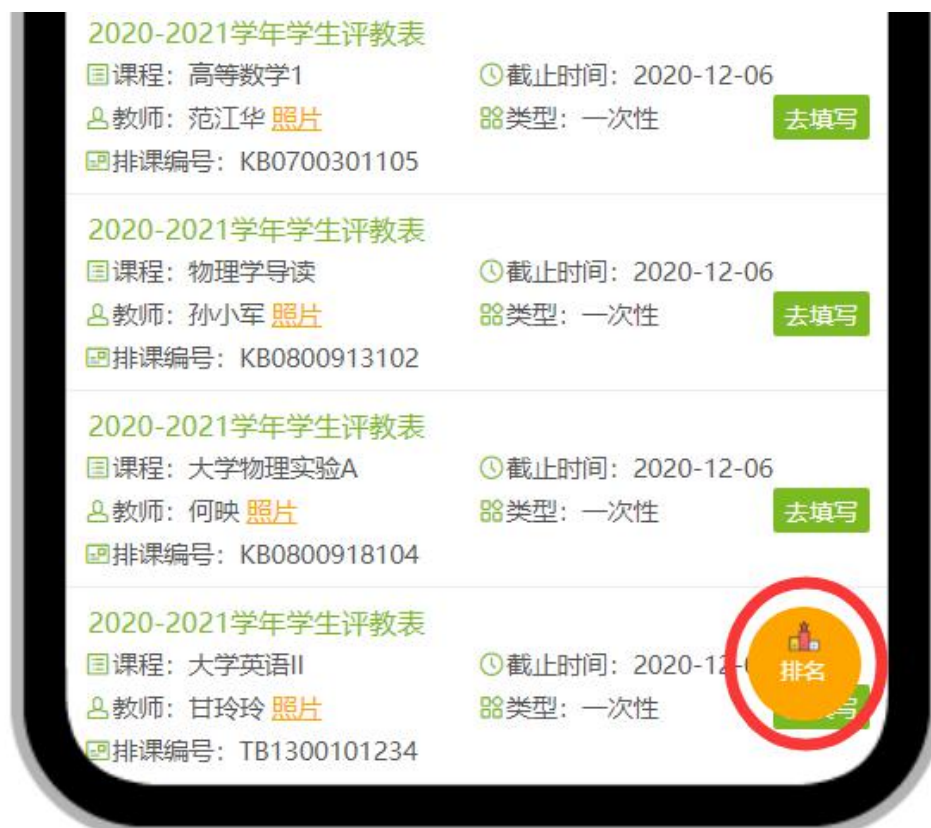 2020-2021学年学生评教表
课程：高等数学1 截止时间：2020-12-06
教师：范江华 照片 类型：一次性 去填写
排课编号：KB0700301105
2020-2021学年学生评教表
课程：物理学导读 截止时间：2020-12-06
教师：孙小军 照片 类型：一次性 去填写
排课编号：KB0800913102
2020-2021学年学生评教表
课程：大学物理实验A 截止时间：2020-12-06
教师：何映 照片 类型：一次性 去填写
排课编号：KB0800918104
2020-2021学年学生评教表
课程：大学英语II 截止时间：2020-12- 排名
教师：甘玲玲 照片 类型：一次性 写
排课编号：TB1300101234